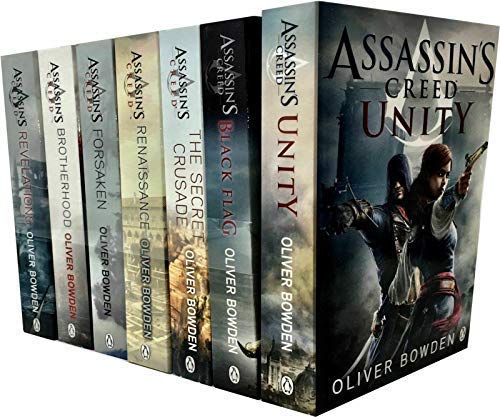 ASSASSIN'S
CREED
REVELATIONS
OLIVER BOWDEN
ASSASSIN'S
CREED
BROTHERHOOD
OLIVER BOWDEN
ASSASSIN'S
CREED
FORSAKEN
OLIVER BOWDEN
ASSASSIN'S
CREED
RENAISSANCE
OLIVER BOWDEN
ASSASSIN'S
CREED
THE SECRET
CRUSADE
OLIVER BOWDEN
ASSASSIN'S
CREED
BLACK FLAG
OLIVER BOWDEN
ASSASSIN'S
CREED
UNITY
OLIVER BOWDEN
ASSASSIN'S
CREED
UNITY
OLIVER BOWDEN